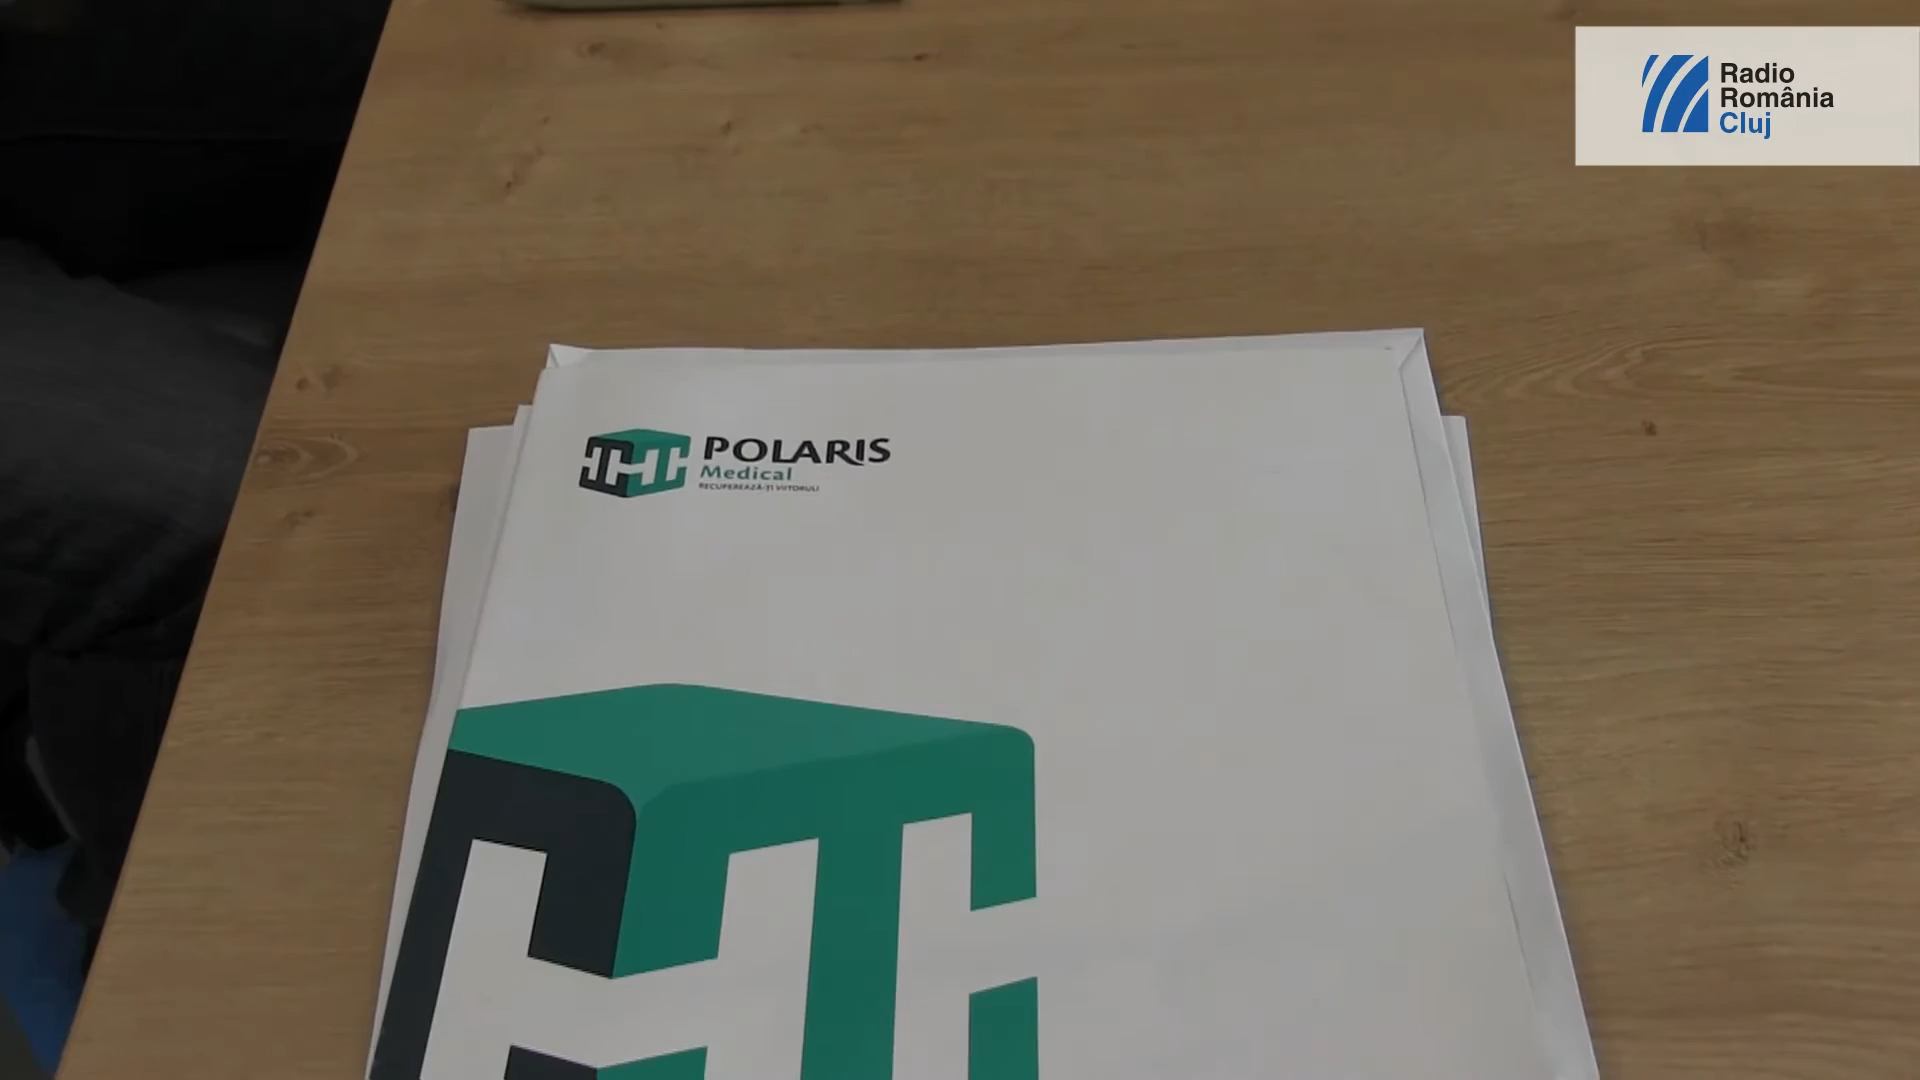 Radio
România
Cluj
POLARIS
Medical
RECUPEREAZĂ-ȚI VIITORUL!